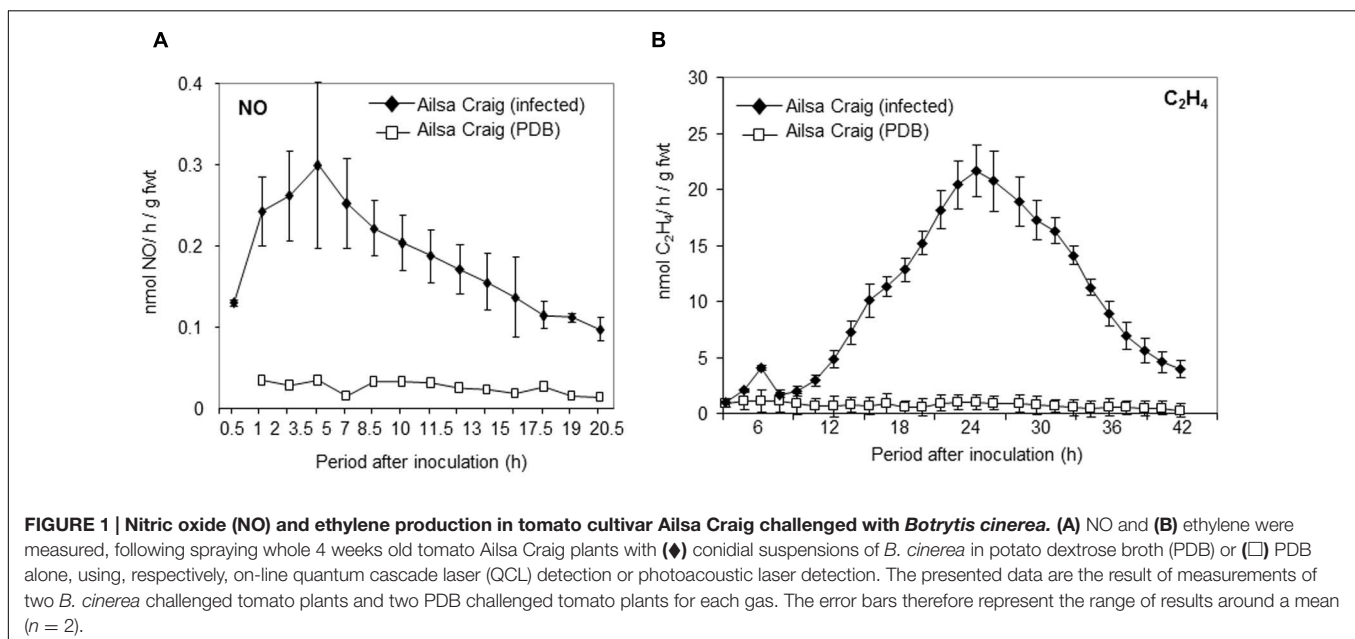 A
0.4
NO
Ailsa Craig (infected)
Ailsa Craig (PDB)
0.3
0.2
0.1
0
nmol NO/ h / g fwt
0.5 1 2 3.5 5 7 8.5 10 11.5 13 15 17.5 19 20.5
Period after inoculation (h)
B
30
Ailsa Craig (infected)
C₂H₄
Ailsa Craig (PDB)
25
20
15
10
5
0
nmol C₂H₄/ h / g fwt
6 12 18 24 30 36 42
Period after inoculation (h)
FIGURE 1 | Nitric oxide (NO) and ethylene production in tomato cultivar Ailsa Craig challenged with Botrytis cinerea. (A) NO and (B) ethylene were
measured, following spraying whole 4 weeks old tomato Ailsa Craig plants with (♦) conidial suspensions of B. cinerea in potato dextrose broth (PDB) or (□) PDB
alone, using, respectively, on-line quantum cascade laser (QCL) detection or photoacoustic laser detection. The presented data are the result of measurements of
two B. cinerea challenged tomato plants and two PDB challenged tomato plants for each gas. The error bars therefore represent the range of results around a mean
(n = 2).